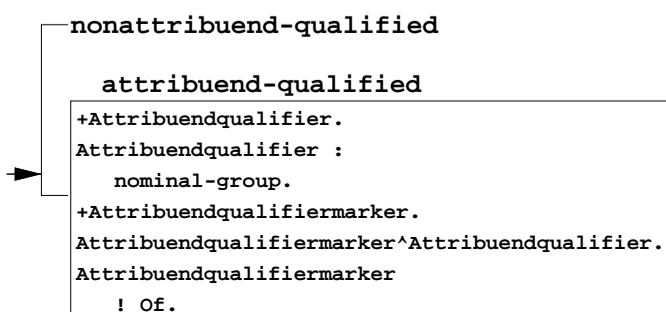 nonattribuend-qualified
attribuend-qualified
+Attribuendqualifier.
Attribuendqualifier :
nominal-group.
+Attribuendqualifiermarker.
Attribuendqualifiermarker^Attribuendqualifier.
Attribuendqualifiermarker
! Of.